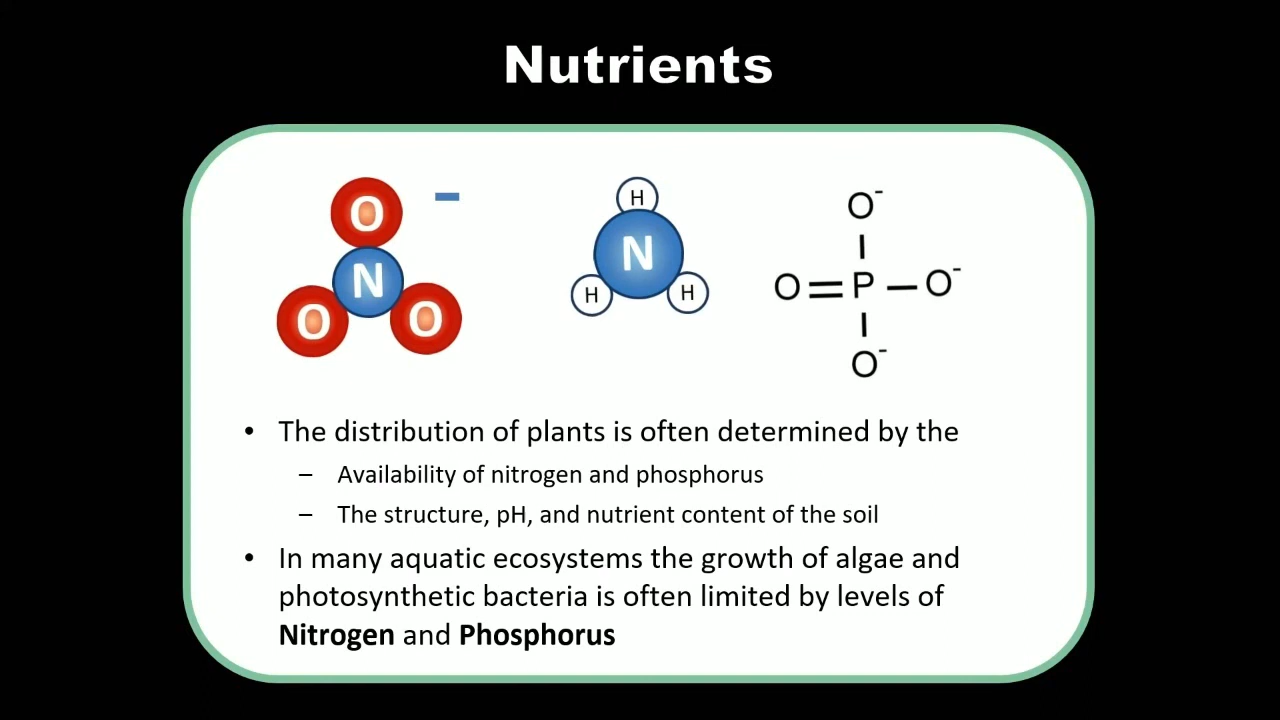 Nutrients
O
N
O O
–
H
N
H H
O-
O=P–O-
O-
• The distribution of plants is often determined by the
– Availability of nitrogen and phosphorus
– The structure, pH, and nutrient content of the soil
• In many aquatic ecosystems the growth of algae and
photosynthetic bacteria is often limited by levels of
Nitrogen and Phosphorus